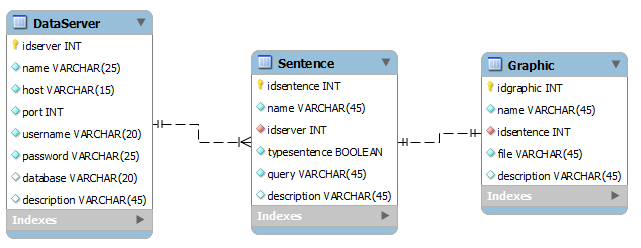 DataServer
idserver INT
name VARCHAR(25)
host VARCHAR(15)
port INT
username VARCHAR(20)
password VARCHAR(25)
database VARCHAR(20)
description VARCHAR(45)
Indexes
Sentence
idsentence INT
name VARCHAR(45)
idserver INT
typesentence BOOLEAN
query VARCHAR(45)
description VARCHAR(45)
Indexes
Graphic
idgraphic INT
name VARCHAR(45)
idsentence INT
file VARCHAR(45)
description VARCHAR(45)
Indexes